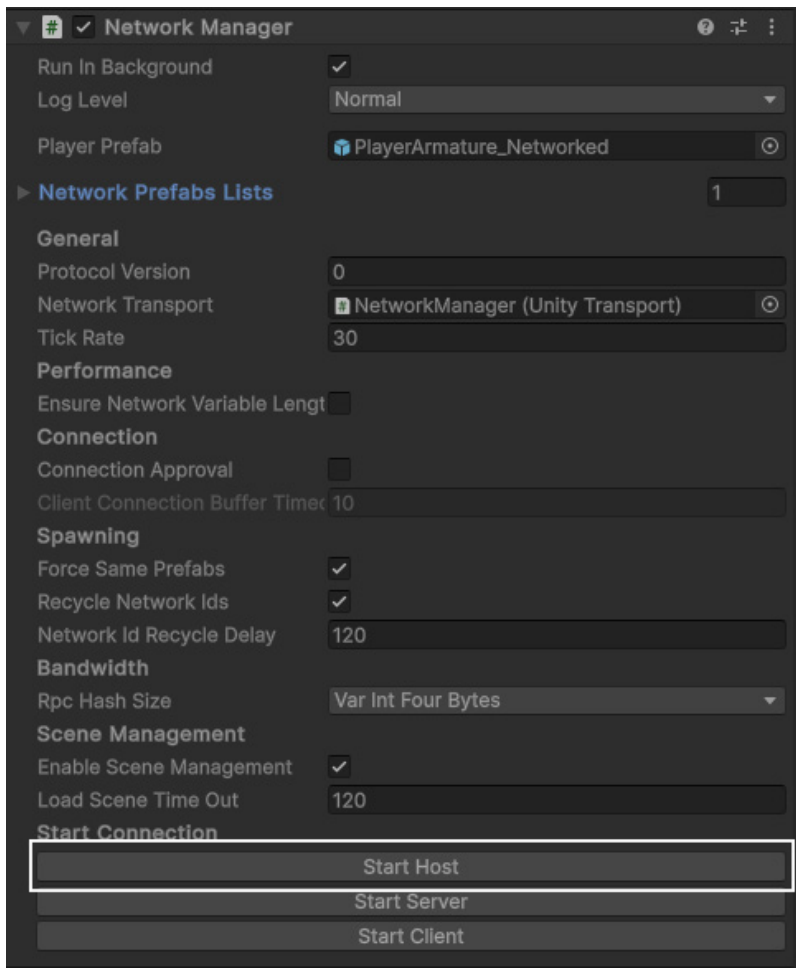 Network Manager
Run In Background
Log Level Normal
Player Prefab PlayerArmature_Networked
Network Prefabs Lists 1
General
Protocol Version 0
Network Transport NetworkManager (Unity Transport)
Tick Rate 30
Performance
Ensure Network Variable Lengt
Connection
Connection Approval
Client Connection Buffer Timec 10
Spawning
Force Same Prefabs
Recycle Network Ids
Network Id Recycle Delay 120
Bandwidth
Rpc Hash Size Var Int Four Bytes
Scene Management
Enable Scene Management
Load Scene Time Out 120
Start Connection
Start Host
Start Server
Start Client